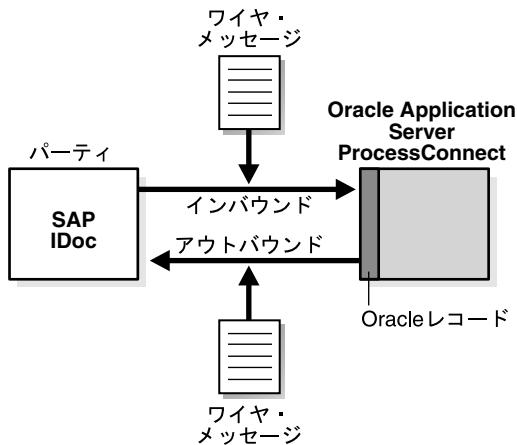 ワイヤ・
メッセージ
Oracle Application
Server
ProcessConnect
パーティ
SAP
IDoc
インバウンド
アウトバウンド
Oracleレコード
ワイヤ・
メッセージ